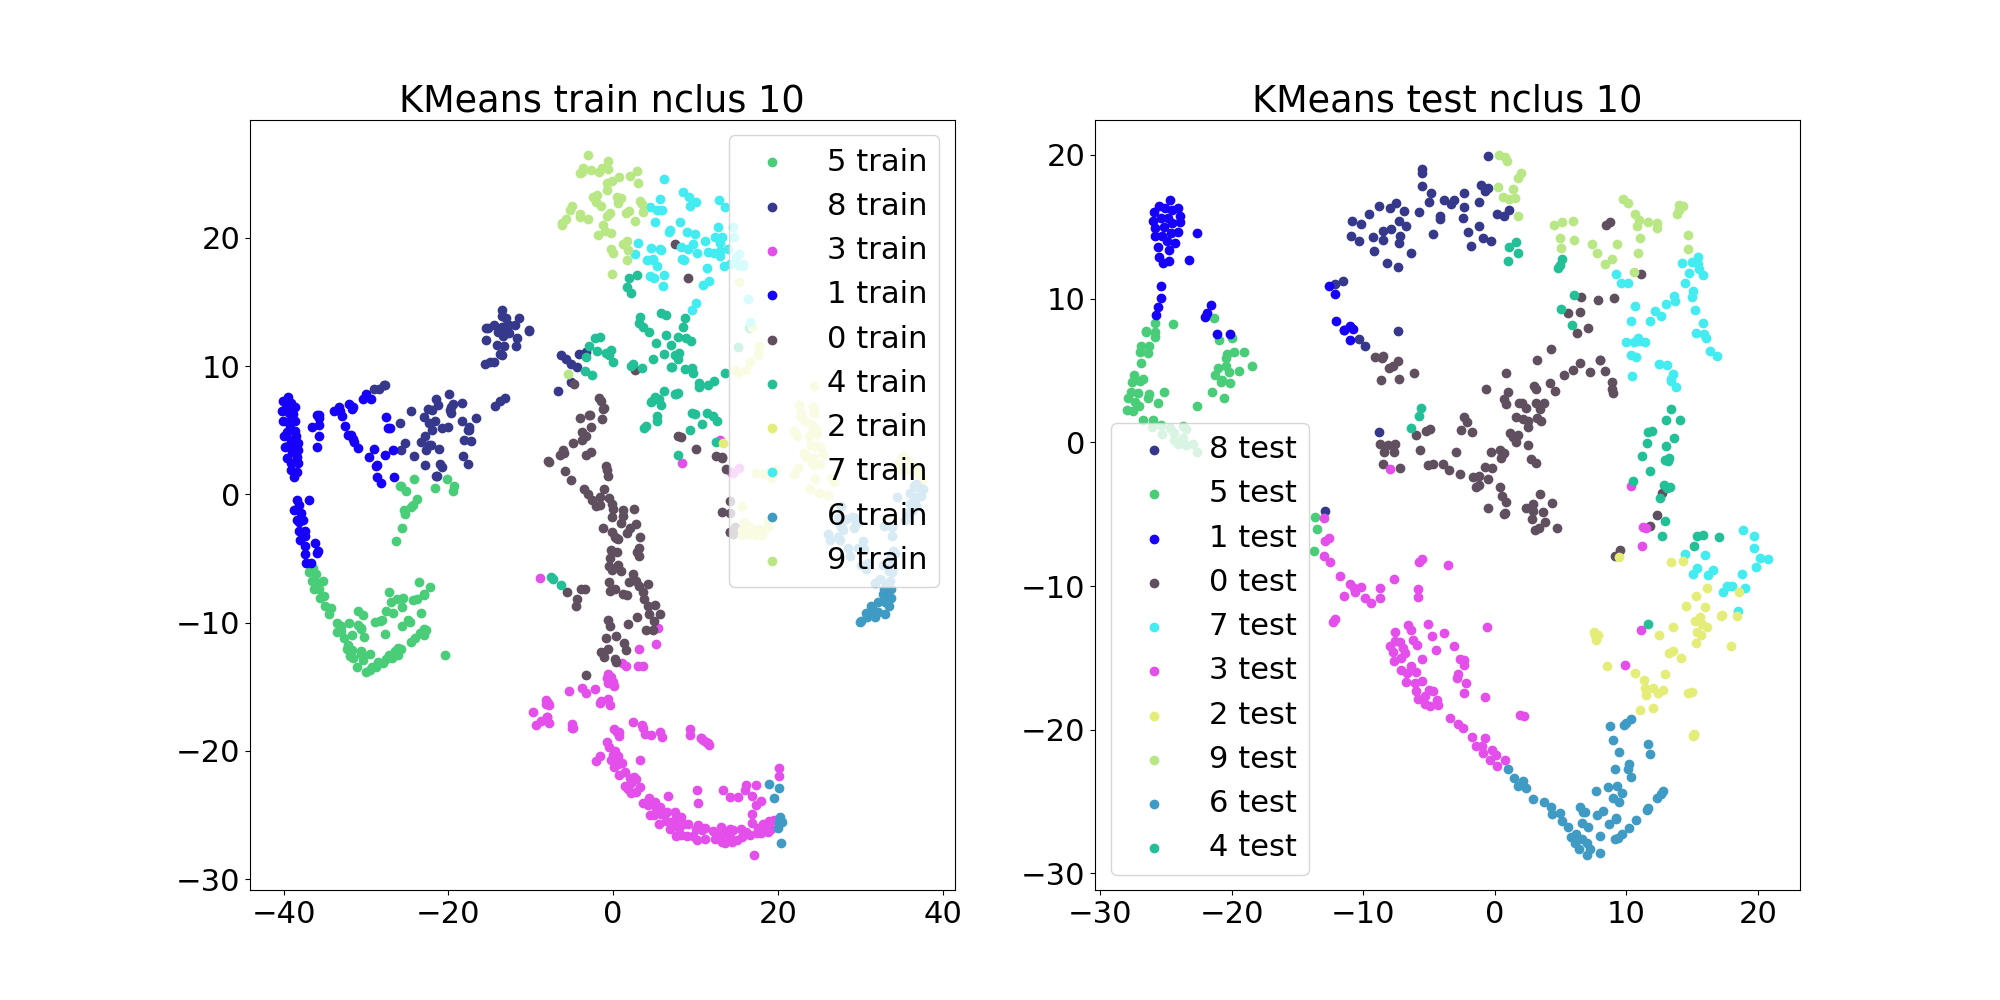 KMeans train nclus 10
20
10
0
−10
−20
−30
−40
−20
0
20
40
5 train
8 train
3 train
1 train
0 train
4 train
2 train
7 train
6 train
9 train
KMeans test nclus 10
20
10
0
−10
−20
−30
−30
−20
−10
0
10
20
8 test
5 test
1 test
0 test
7 test
3 test
2 test
9 test
6 test
4 test